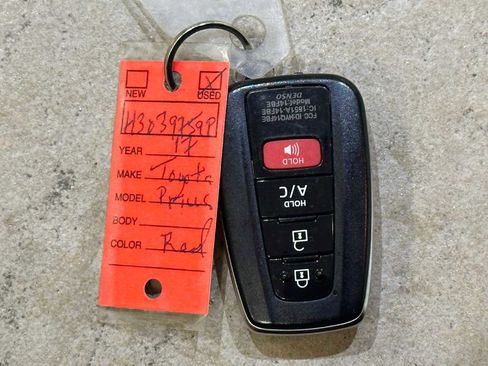 NEW USED
H3039759P
YEAR 17
MAKE Toyota
MODEL Prius
BODY
COLOR Red
DENSO
Model:14FBE
IC:1551A-14FBE
FCC ID:HYQ14FBE
HOLD
HOLD
A/C